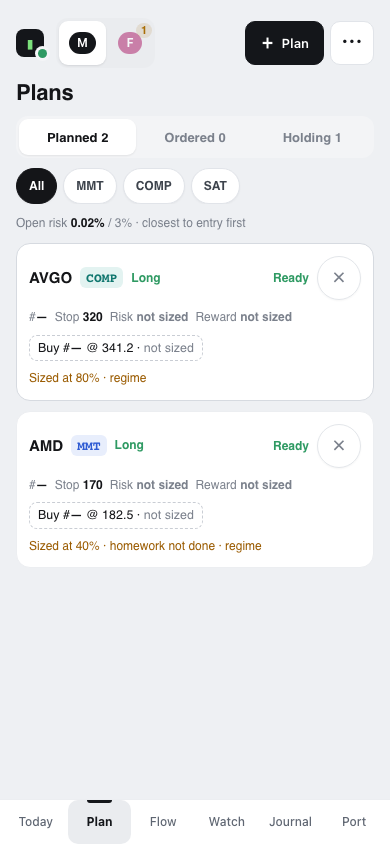 M F 1 + Plan ...
Plans
Planned 2 Ordered 0 Holding 1
All MMT COMP SAT
Open risk 0.02% / 3% · closest to entry first
AVGO COMP Long Ready ✕
#— Stop 320 Risk not sized Reward not sized
Buy #— @ 341.2 · not sized
Sized at 80% · regime
AMD MMT Long Ready ✕
#— Stop 170 Risk not sized Reward not sized
Buy #— @ 182.5 · not sized
Sized at 40% · homework not done · regime
Today Plan Flow Watch Journal Port